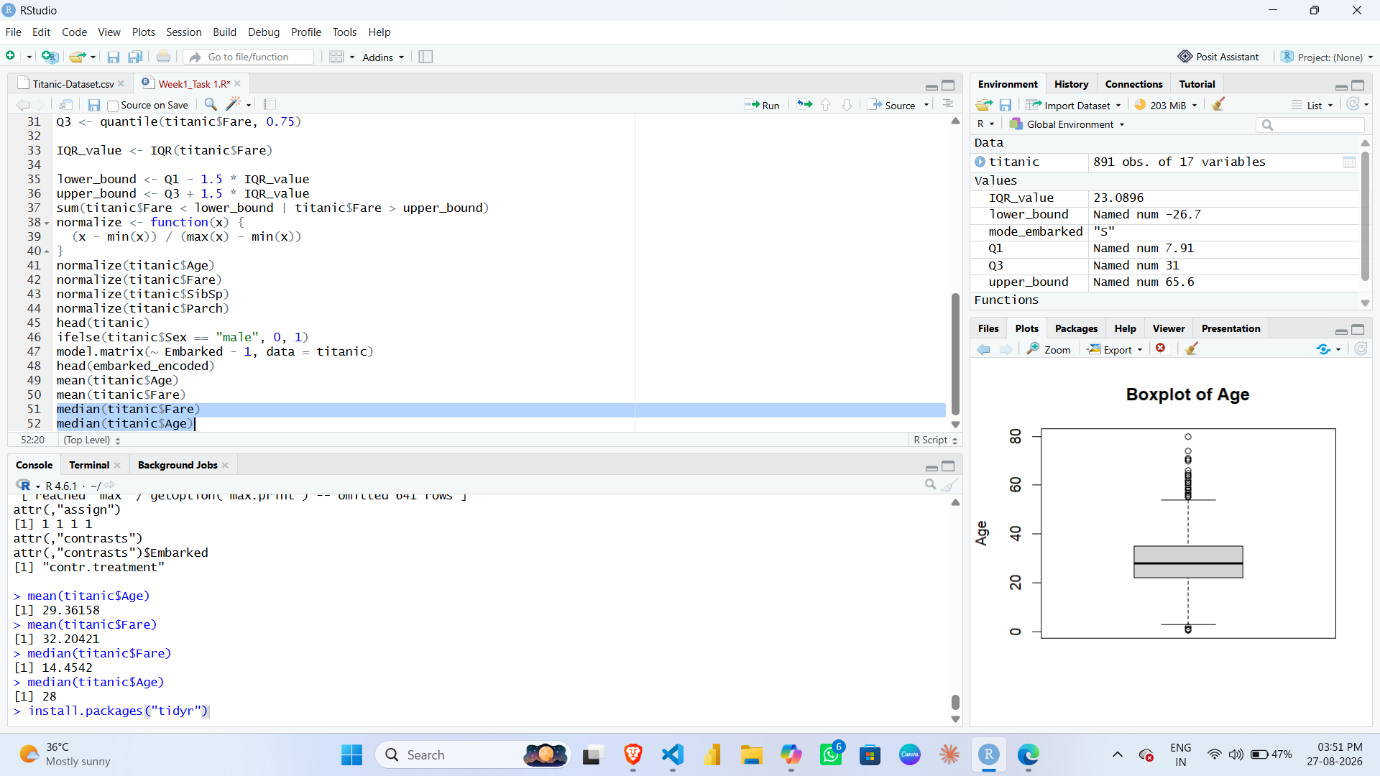 RStudio
File Edit Code View Plots Session Build Debug Profile Tools Help
Go to file/function Addins Posit Assistant Project: (None)
Titanic-Dataset.csv Week1_Task 1.R*
Source on Save Run Source
31 Q3 <- quantile(titanic$Fare, 0.75)
32
33 IQR_value <- IQR(titanic$Fare)
34
35 lower_bound <- Q1 - 1.5 * IQR_value
36 upper_bound <- Q3 + 1.5 * IQR_value
37 sum(titanic$Fare < lower_bound | titanic$Fare > upper_bound)
38 normalize <- function(x) {
39 (x - min(x)) / (max(x) - min(x))
40 }
41 normalize(titanic$Age)
42 normalize(titanic$Fare)
43 normalize(titanic$SibSp)
44 normalize(titanic$Parch)
45 head(titanic)
46 ifelse(titanic$Sex == "male", 0, 1)
47 model.matrix(~ Embarked - 1, data = titanic)
48 head(embarked_encoded)
49 mean(titanic$Age)
50 mean(titanic$Fare)
51 median(titanic$Fare)
52 median(titanic$Age)
52:20 (Top Level) R Script
Console Terminal Background Jobs
R R 4.6.1 · ~/
[ reached 'max' / getOption("max.print") -- omitted 641 rows ]
attr(,"assign")
[1] 1 1 1 1
attr(,"contrasts")
attr(,"contrasts")$Embarked
[1] "contr.treatment"
> mean(titanic$Age)
[1] 29.36158
> mean(titanic$Fare)
[1] 32.20421
> median(titanic$Fare)
[1] 14.4542
> median(titanic$Age)
[1] 28
> install.packages("tidyr")
Environment History Connections Tutorial
Import Dataset 203 MiB List
R Global Environment
Data
titanic 891 obs. of 17 variables
Values
IQR_value 23.0896
lower_bound Named num -26.7
mode_embarked "S"
Q1 Named num 7.91
Q3 Named num 31
upper_bound Named num 65.6
Functions
Files Plots Packages Help Viewer Presentation
Zoom Export
Boxplot of Age
Age
80
60
40
20
0
36°C
Mostly sunny
Search
6
ENG
IN
47%
03:51 PM
27-08-2026